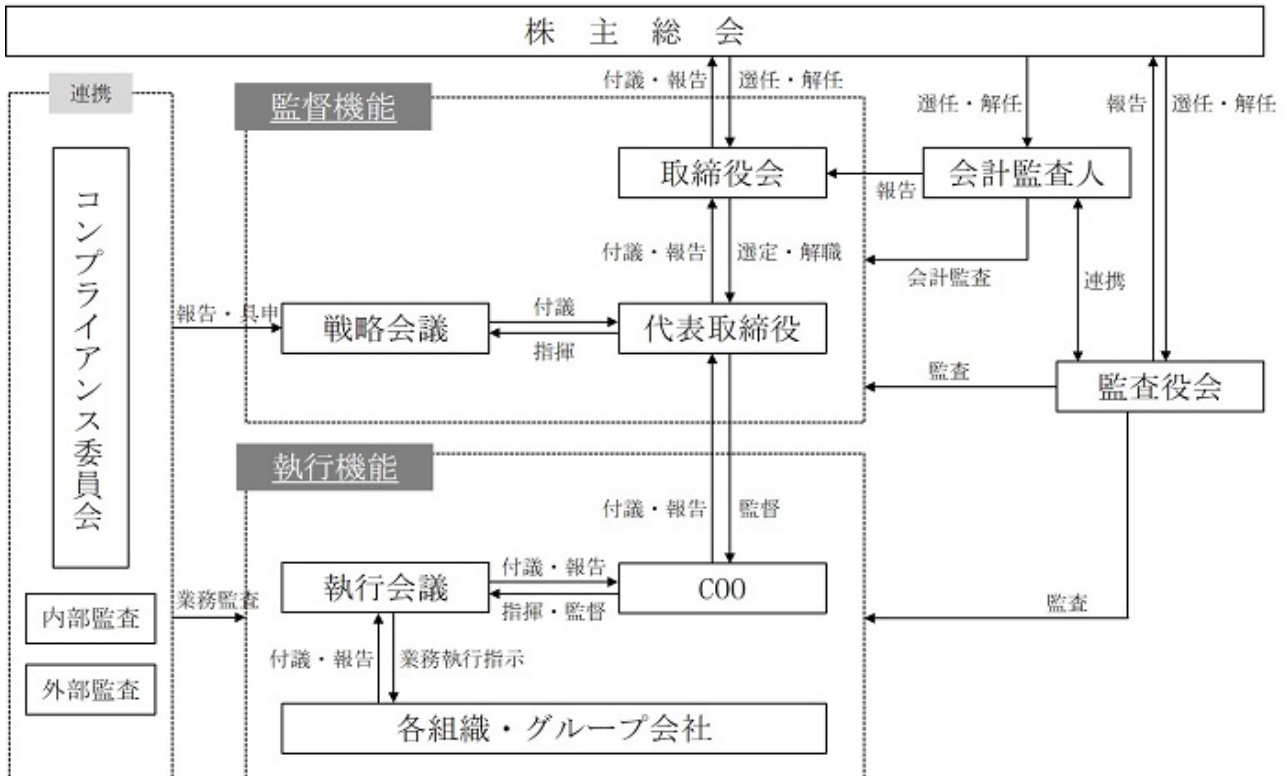 株主総会
連携
監督機能
付議・報告
選任・解任
選任・解任
報告
選任・解任
取締役会
会計監査人
報告
コンプライアンス委員会
付議・報告
選定・解職
会計監査
連携
報告・具申
戦略会議
付議
指揮
代表取締役
監査
監査役会
執行機能
付議・報告
監督
執行会議
付議・報告
指揮・監督
COO
内部監査
業務監査
監査
外部監査
付議・報告
業務執行指示
各組織・グループ会社